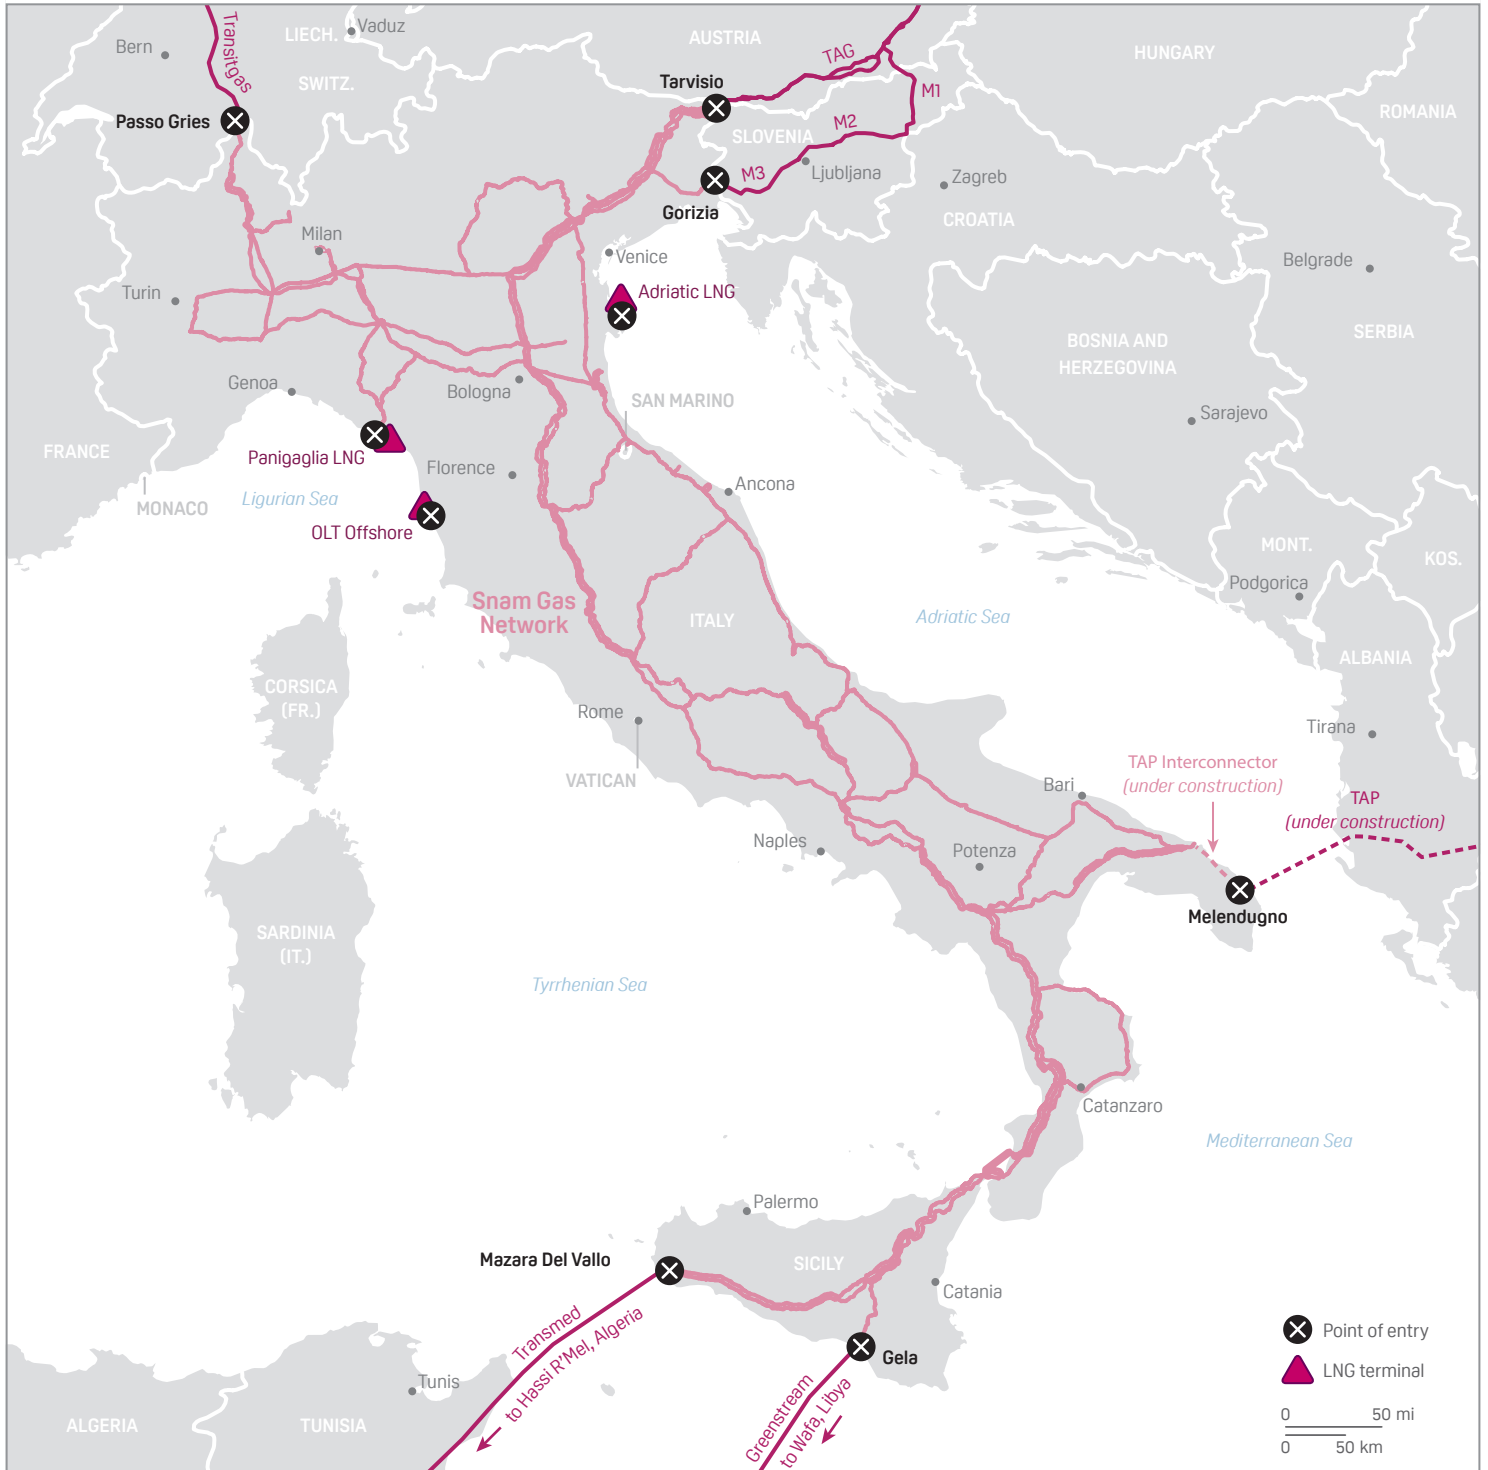 Transitgas
Bern
LIECH.
Vaduz
SWITZ.
AUSTRIA
HUNGARY
ROMANIA
TAG
Tarvisio
M1
M2
M3
Passo Gries
SLOVENIA
Ljubljana
Gorizia
Zagreb
CROATIA
Milan
Venice
Belgrade
Turin
Adriatic LNG
BOSNIA AND
HERZEGOVINA
SERBIA
Genoa
Bologna
SAN MARINO
Sarajevo
FRANCE
Panigaglia LNG
Florence
Ancona
MONACO
Ligurian Sea
OLT Offshore
MONT.
KOS.
Podgorica
Snam Gas
Network
ITALY
Adriatic Sea
ALBANIA
CORSICA
(FR.)
Rome
Tirana
VATICAN
TAP Interconnector
(under construction)
Bari
TAP
(under construction)
Naples
Potenza
Melendugno
SARDINIA
(IT.)
Tyrrhenian Sea
Catanzaro
Mediterranean Sea
Palermo
Mazara Del Vallo
SICILY
Catania
Transmed
to Hassi R'Mel, Algeria
Gela
Greenstream
to Wafa, Libya
Tunis
ALGERIA
TUNISIA
Point of entry
LNG terminal
0 50 mi
0 50 km